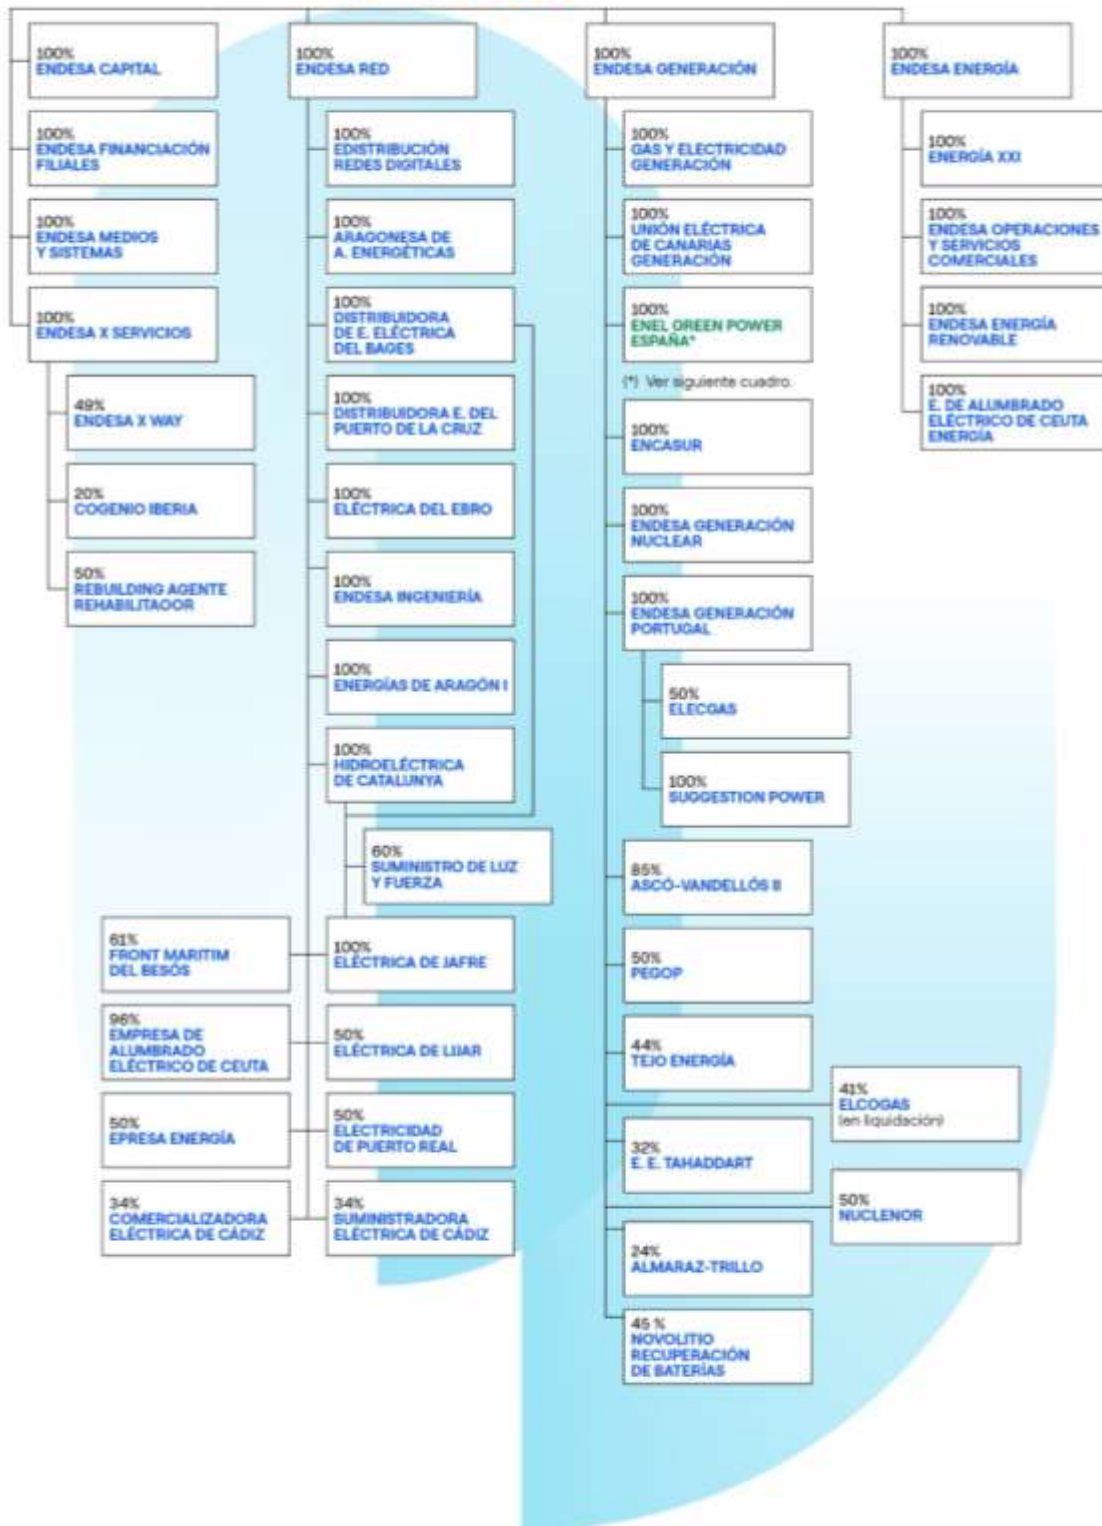 100%
ENDESA CAPITAL
100%
ENDESA FINANCIACIÓN
FILIALES
100%
ENDESA MEDIOS
Y SISTEMAS
100%
ENDESA X SERVICIOS
49%
ENDESA X WAY
20%
COGENIO IBERIA
50%
REBUILDING AGENTE
REHABILITAOOR
100%
ENDESA RED
100%
EDISTRIBUCIÓN
REDES DIGITALES
100%
ARAGONESA DE
A. ENERGÉTICAS
100%
DISTRIBUIDORA
DE E. ELÉCTRICA
DEL BAGES
100%
DISTRIBUIDORA E. DEL
PUERTO DE LA CRUZ
100%
ELÉCTRICA DEL EBRO
100%
ENDESA INGENIERÍA
100%
ENERGÍAS DE ARAGÓN I
100%
HIDROELÉCTRICA
DE CATALUNYA
60%
SUMINISTRO DE LUZ
Y FUERZA
61%
FRONT MARITIM
DEL BESÓS
100%
ELÉCTRICA DE JAFRE
96%
EMPRESA DE
ALUMBRADO
ELÉCTRICO DE CEUTA
50%
ELÉCTRICA DE LIJAR
50%
EPRESA ENERGÍA
50%
ELECTRICIDAD
DE PUERTO REAL
34%
COMERCIALIZADORA
ELÉCTRICA DE CÁDIZ
34%
SUMINISTRADORA
ELÉCTRICA DE CÁDIZ
100%
ENDESA GENERACIÓN
100%
GAS Y ELECTRICIDAD
GENERACIÓN
100%
UNIÓN ELÉCTRICA
DE CANARIAS
GENERACIÓN
100%
ENEL GREEN POWER
ESPAÑA*
(*) Ver siguiente cuadro.
100%
ENCASUR
100%
ENDESA GENERACIÓN
NUCLEAR
100%
ENDESA GENERACIÓN
PORTUGAL
50%
ELECGAS
100%
SUGGESTION POWER
85%
ASCÓ-VANDELLÓS II
50%
PEGOP
44%
TEJO ENERGÍA
41%
ELCOGAS
(en liquidación)
32%
E. E. TAHADDART
50%
NUCLENOR
24%
ALMARAZ-TRILLO
45 %
NOVOLITIO
RECUPERACIÓN
DE BATERÍAS
100%
ENDESA ENERGÍA
100%
ENERGÍA XXI
100%
ENDESA OPERACIONES
Y SERVICIOS
COMERCIALES
100%
ENDESA ENERGÍA
RENOVABLE
100%
E. DE ALUMBRADO
ELÉCTRICO DE CEUTA
ENERGÍA